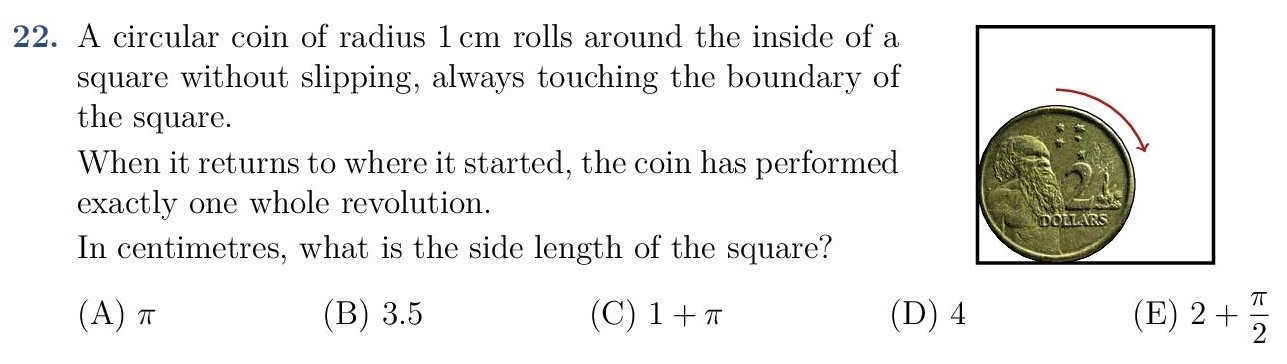 22. A circular coin of radius 1 cm rolls around the inside of a
square without slipping, always touching the boundary of
the square.
When it returns to where it started, the coin has performed
exactly one whole revolution.
In centimetres, what is the side length of the square?
2
DOLLARS
(A) π (B) 3.5 (C) 1 + π (D) 4 (E) 2 + π/2